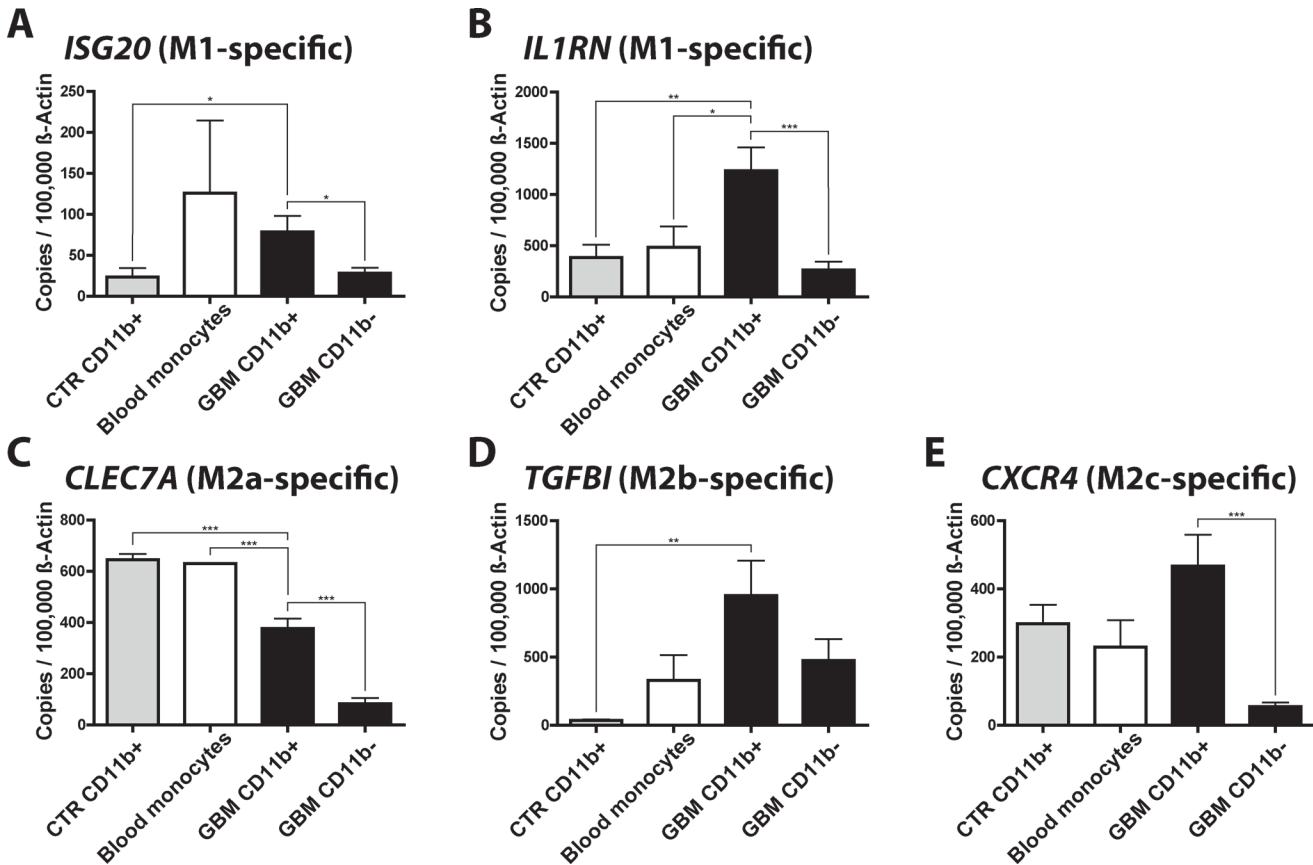 A
ISG20 (M1-specific)
Copies / 100,000 ß-Actin
250
200
150
100
50
0
*
*
CTR CD11b+
Blood monocytes
GBM CD11b+
GBM CD11b-
B
IL1RN (M1-specific)
Copies / 100,000 ß-Actin
2000
1500
1000
500
0
**
*
***
CTR CD11b+
Blood monocytes
GBM CD11b+
GBM CD11b-
C
CLEC7A (M2a-specific)
Copies / 100,000 ß-Actin
800
600
400
200
0
***
***
***
CTR CD11b+
Blood monocytes
GBM CD11b+
GBM CD11b-
D
TGFBI (M2b-specific)
Copies / 100,000 ß-Actin
1500
1000
500
0
**
CTR CD11b+
Blood monocytes
GBM CD11b+
GBM CD11b-
E
CXCR4 (M2c-specific)
Copies / 100,000 ß-Actin
600
400
200
0
***
CTR CD11b+
Blood monocytes
GBM CD11b+
GBM CD11b-